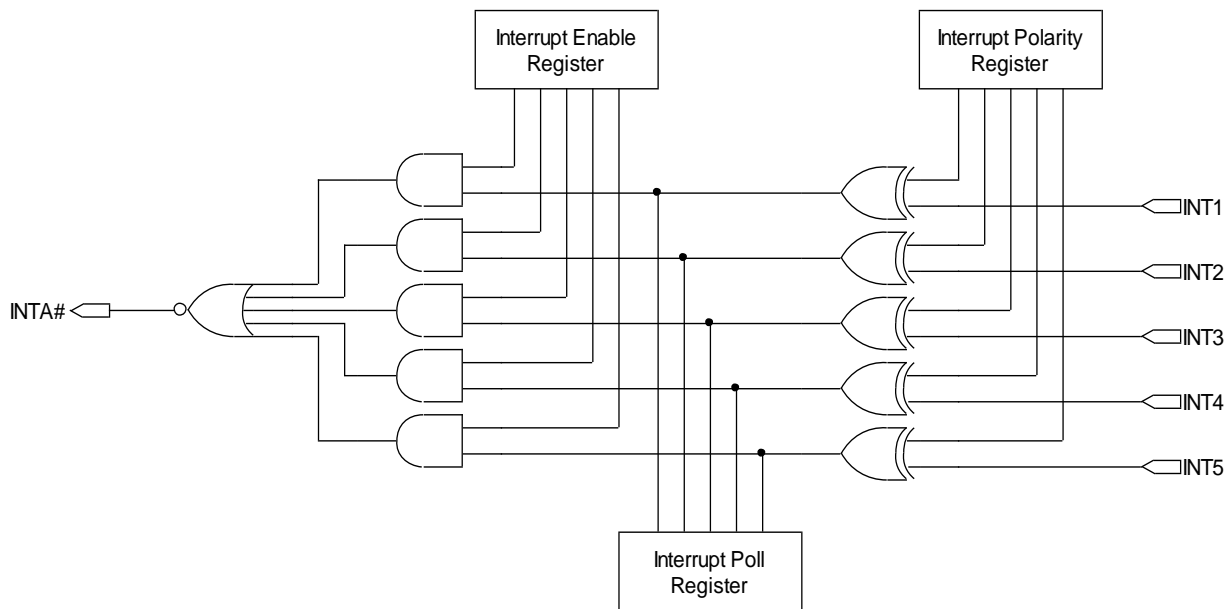 Interrupt Enable
Register
Interrupt Polarity
Register
INT1
INT2
INTA#
INT3
INT4
INT5
Interrupt Poll
Register